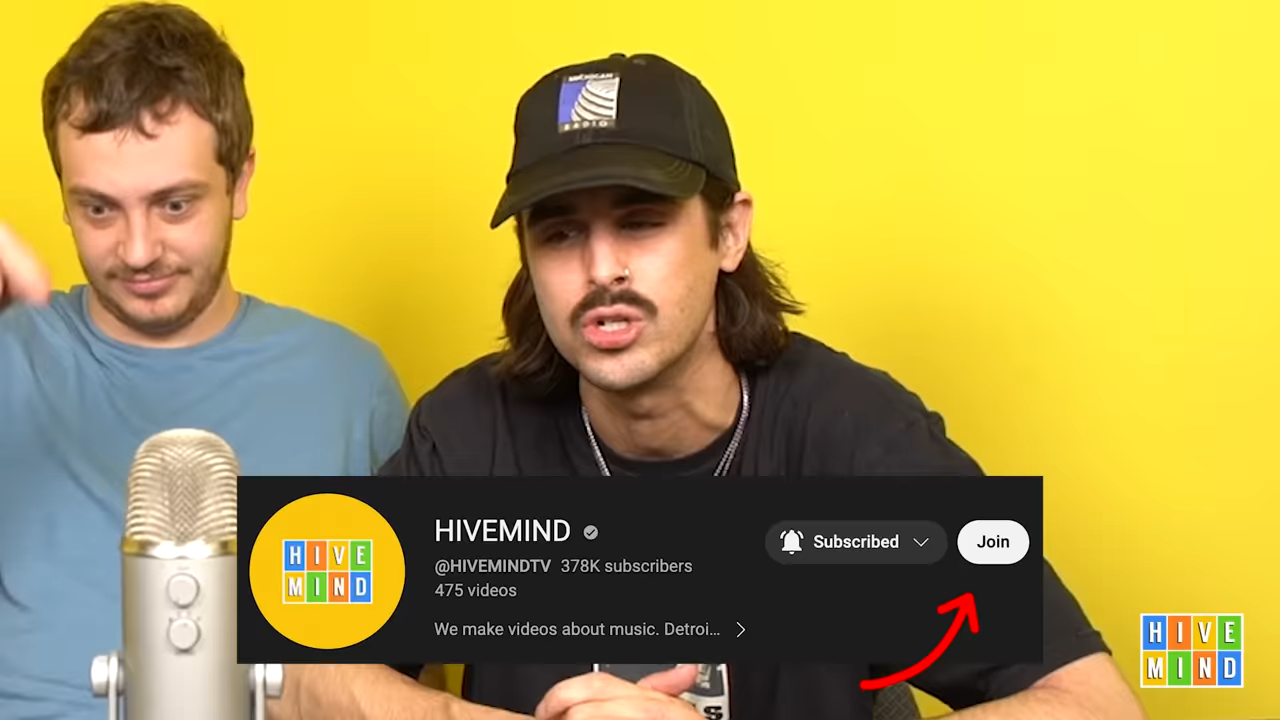 MICHIGAN
RADIO
HIVEMIND
@HIVEMINDTV 378K subscribers
475 videos
We make videos about music. Detroi...
Subscribed
Join
HIVE
MIND
HIVE
MIND
S